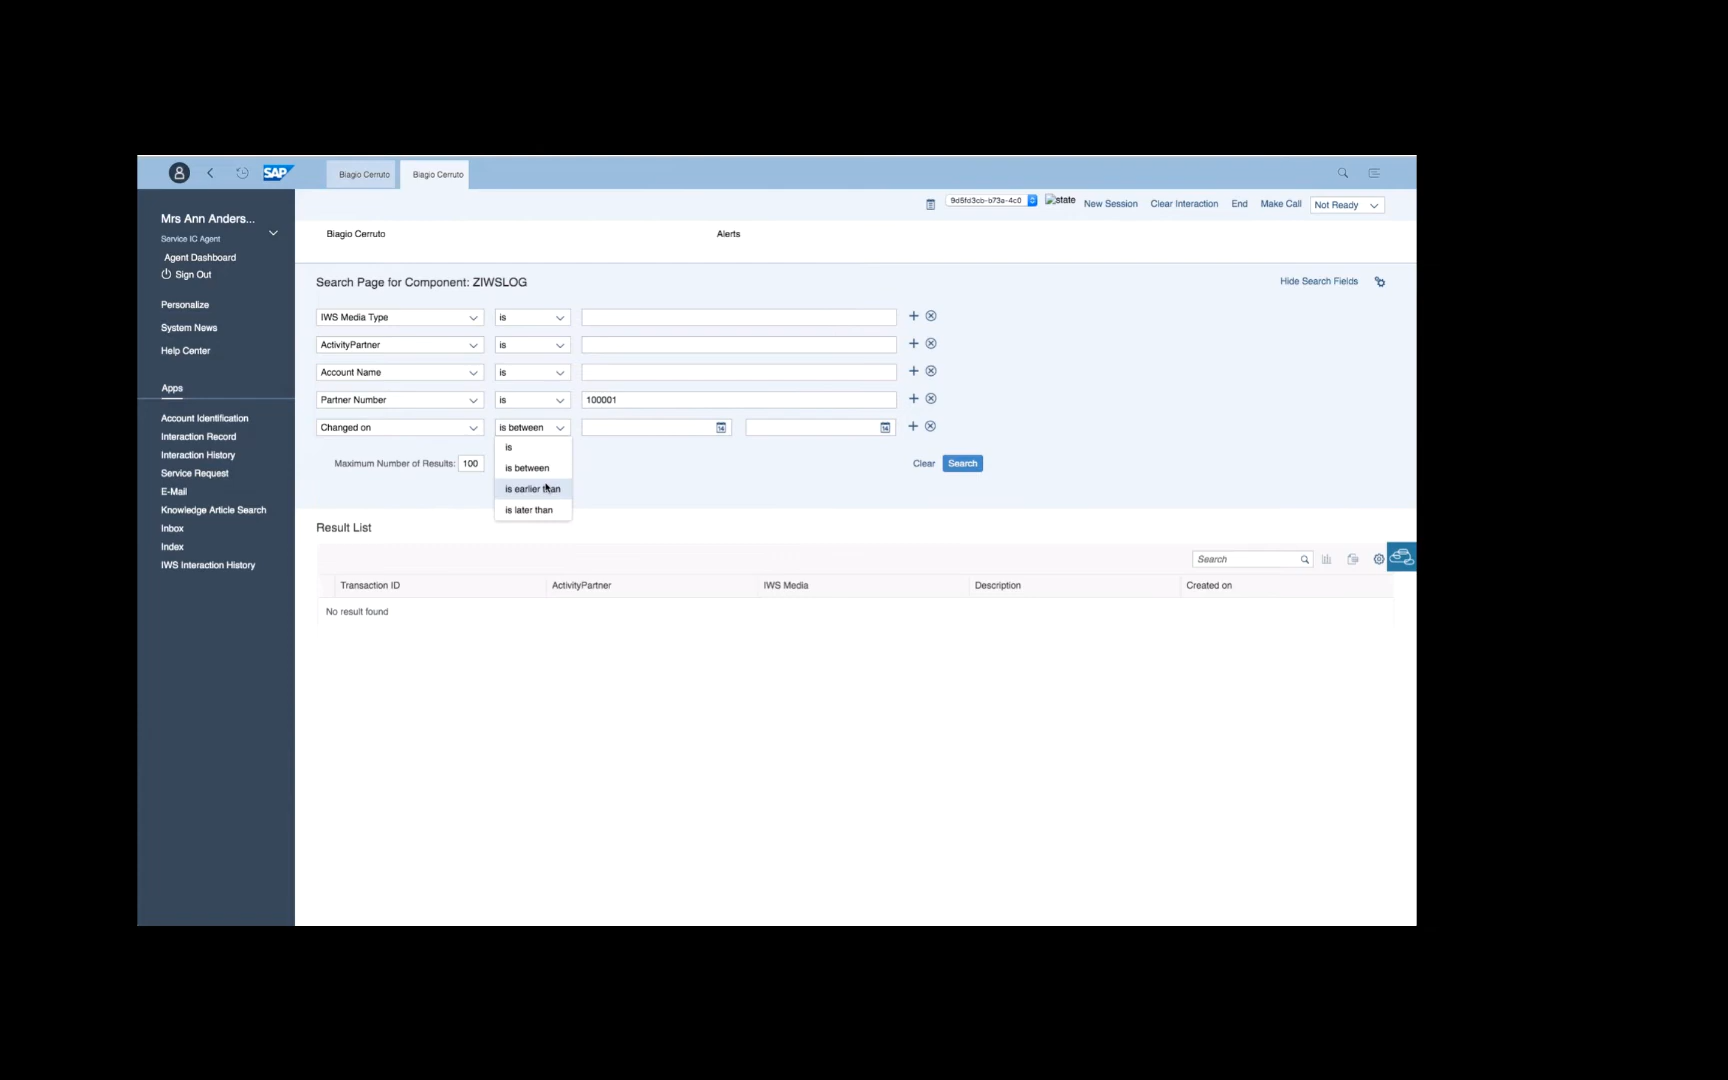 SAP Biagio Cerruto Biagio Cerruto
Mrs Ann Anders...
Service IC Agent
Agent Dashboard
Sign Out
Personalize
System News
Help Center
Apps
Account Identification
Interaction Record
Interaction History
Service Request
E-Mail
Knowledge Article Search
Inbox
Index
IWS Interaction History
9d5fd3cb-b73a-4c0 state New Session Clear Interaction End Make Call Not Ready
Biagio Cerruto Alerts
Search Page for Component: ZIWSLOG Hide Search Fields
IWS Media Type is
ActivityPartner is
Account Name is
Partner Number is 100001
Changed on is between 14 14
is
is between
is earlier than
is later than
Maximum Number of Results: 100 Clear Search
Result List
Search
Transaction ID ActivityPartner IWS Media Description Created on
No result found